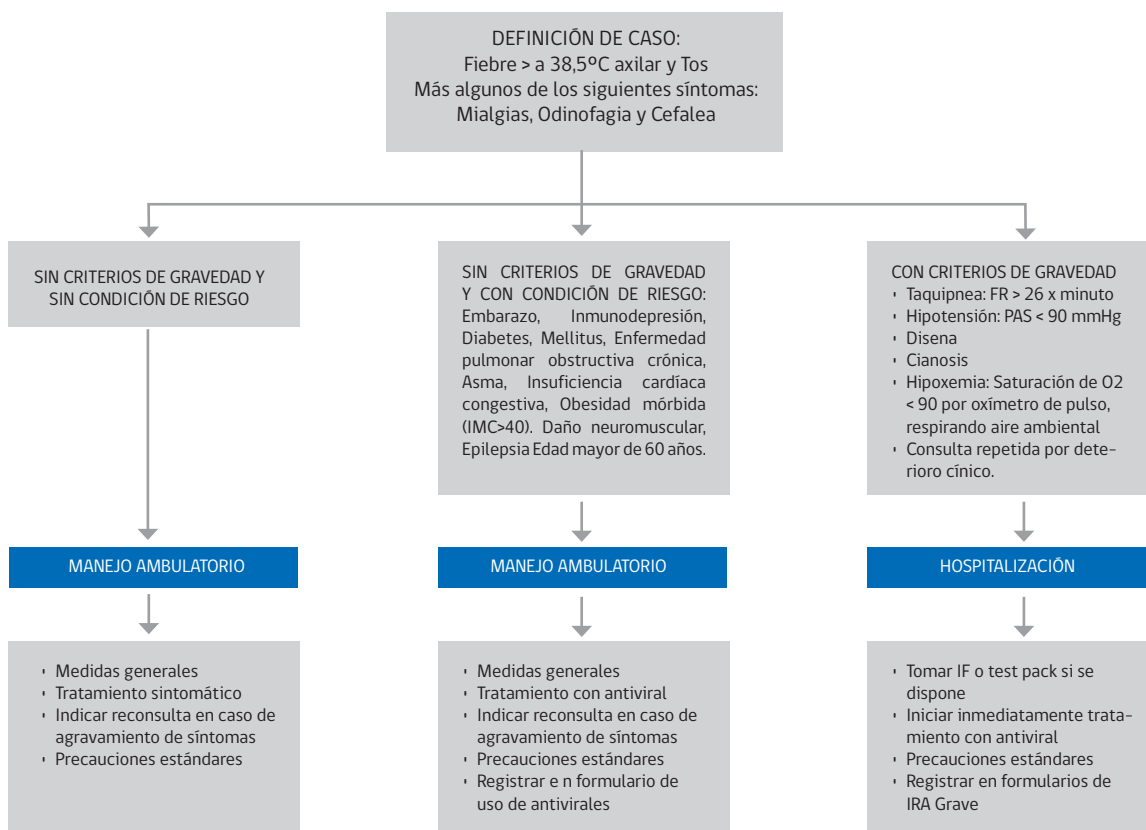 DEFINICIÓN DE CASO:
Fiebre > a 38,5ºC axilar y Tos
Más algunos de los siguientes síntomas:
Mialgias, Odinofagia y Cefalea
SIN CRITERIOS DE GRAVEDAD Y
SIN CONDICIÓN DE RIESGO
SIN CRITERIOS DE GRAVEDAD
Y CON CONDICIÓN DE RIESGO:
Embarazo, Inmunodepresión,
Diabetes, Mellitus, Enfermedad
pulmonar obstructiva crónica,
Asma, Insuficiencia cardíaca
congestiva, Obesidad mórbida
(IMC>40). Daño neuromuscular,
Epilepsia Edad mayor de 60 años.
CON CRITERIOS DE GRAVEDAD
• Taquipnea: FR > 26 x minuto
• Hipotensión: PAS < 90 mmHg
• Disena
• Cianosis
• Hipoxemia: Saturación de O2
< 90 por oxímetro de pulso,
respirando aire ambiental
• Consulta repetida por dete-
rioro cínico.
MANEJO AMBULATORIO
MANEJO AMBULATORIO
HOSPITALIZACIÓN
• Medidas generales
• Tratamiento sintomático
• Indicar reconsulta en caso de
agravamiento de síntomas
• Precauciones estándares
• Medidas generales
• Tratamiento con antiviral
• Indicar reconsulta en caso de
agravamiento de síntomas
• Precauciones estándares
• Registrar e n formulario de
uso de antivirales
• Tomar IF o test pack si se
dispone
• Iniciar inmediatamente trata-
miento con antiviral
• Precauciones estándares
• Registrar en formularios de
IRA Grave